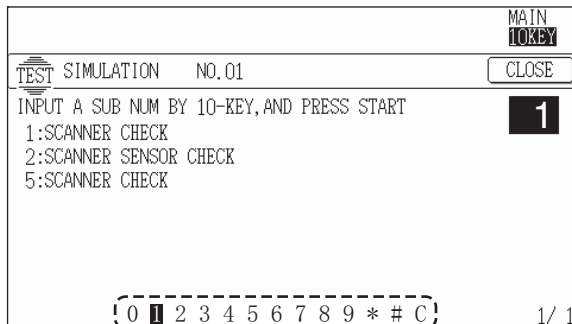 MAIN
10KEY
TEST SIMULATION NO.01 CLOSE
INPUT A SUB NUM BY 10-KEY,AND PRESS START 1
1:SCANNER CHECK
2:SCANNER SENSOR CHECK
5:SCANNER CHECK
0 1 2 3 4 5 6 7 8 9 * # C 1/ 1